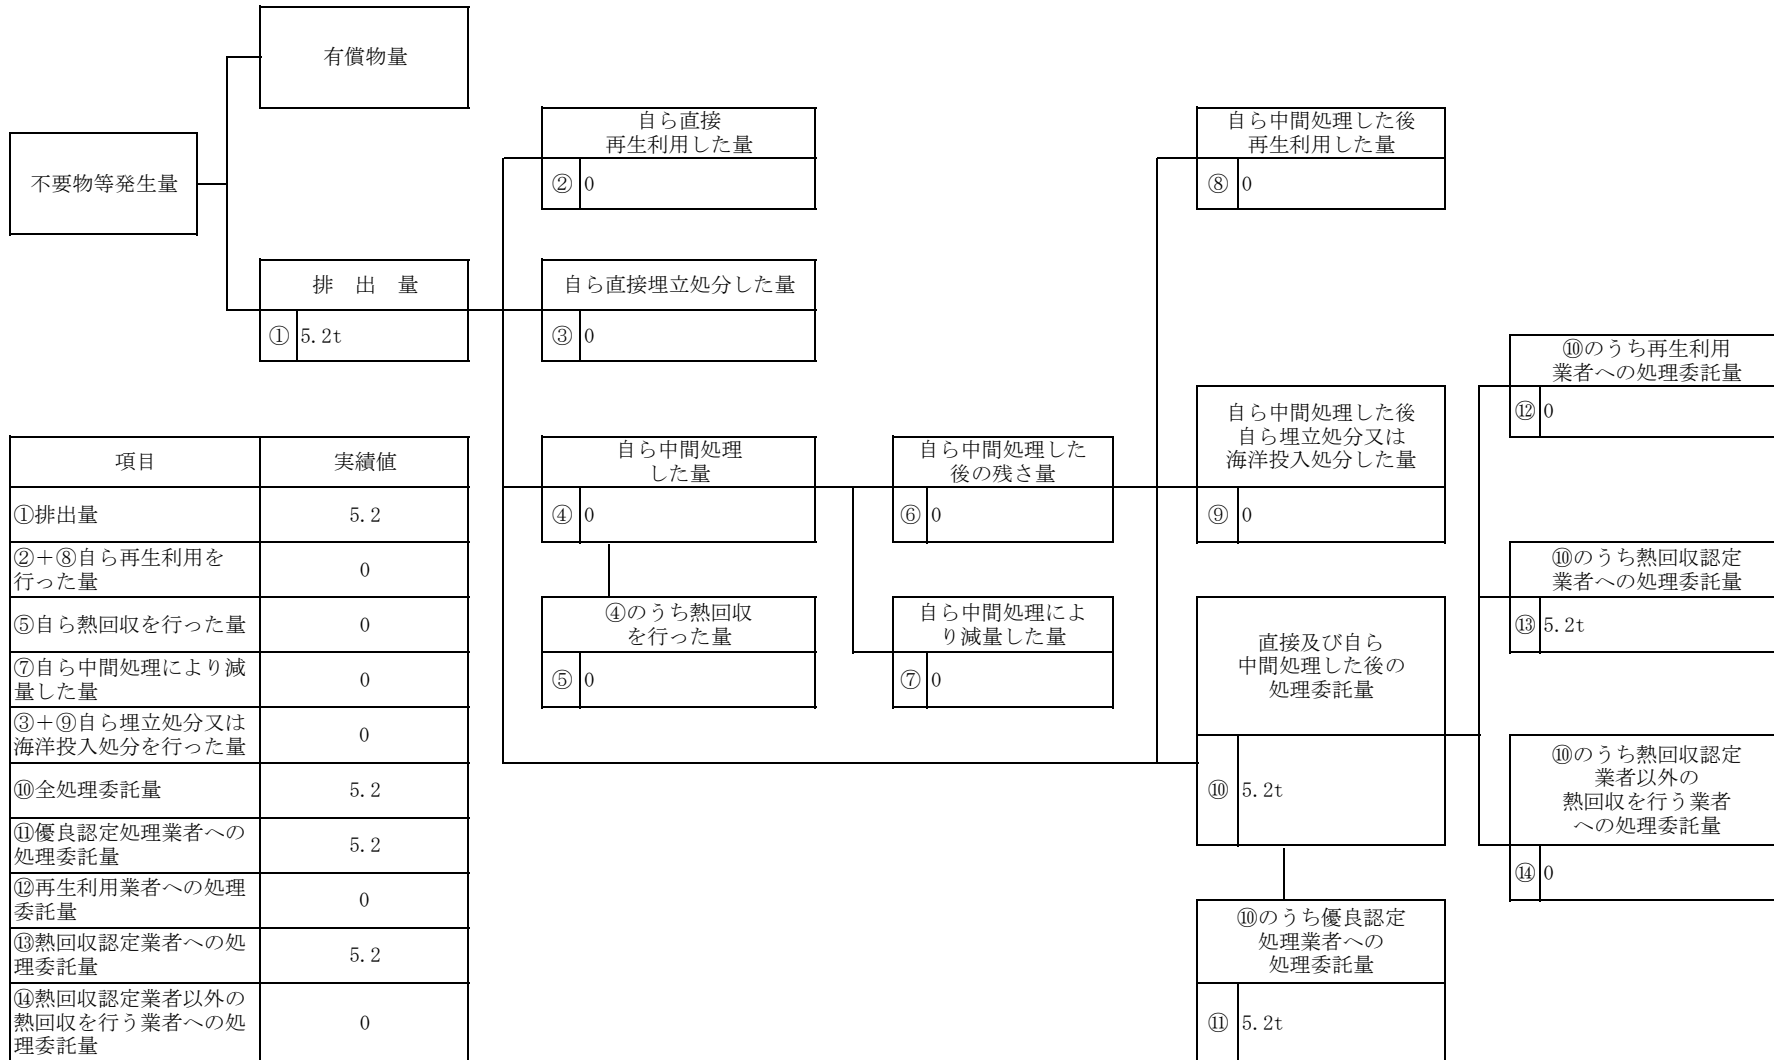 有償物量
不要物等発生量
排　出　量
① 5.2t
自ら直接
再生利用した量
② 0
自ら直接埋立処分した量
③ 0
自ら中間処理
した量
④ 0
④のうち熱回収
を行った量
⑤ 0
自ら中間処理した
後の残さ量
⑥ 0
自ら中間処理によ
り減量した量
⑦ 0
自ら中間処理した後
再生利用した量
⑧ 0
自ら中間処理した後
自ら埋立処分又は
海洋投入処分した量
⑨ 0
直接及び自ら
中間処理した後の
処理委託量
⑩ 5.2t
⑩のうち優良認定
処理業者への
処理委託量
⑪ 5.2t
⑩のうち再生利用
業者への処理委託量
⑫ 0
⑩のうち熱回収認定
業者への処理委託量
⑬ 5.2t
⑩のうち熱回収認定
業者以外の
熱回収を行う業者
への処理委託量
⑭ 0
項目 実績値
①排出量 5.2
②＋⑧自ら再生利用を
行った量 0
⑤自ら熱回収を行った量 0
⑦自ら中間処理により減
量した量 0
③＋⑨自ら埋立処分又は
海洋投入処分を行った量 0
⑩全処理委託量 5.2
⑪優良認定処理業者への
処理委託量 5.2
⑫再生利用業者への処理
委託量 0
⑬熱回収認定業者への処
理委託量 5.2
⑭熱回収認定業者以外の
熱回収を行う業者への処
理委託量 0